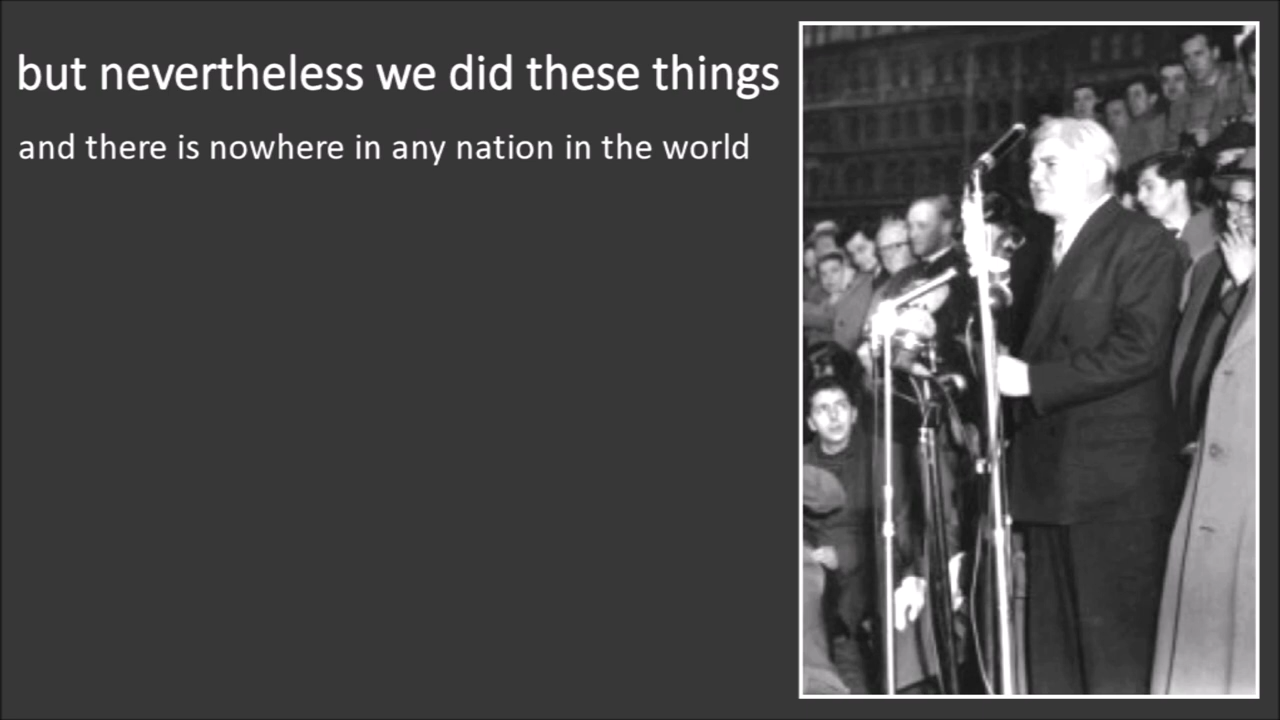 but nevertheless we did these things
and there is nowhere in any nation in the world